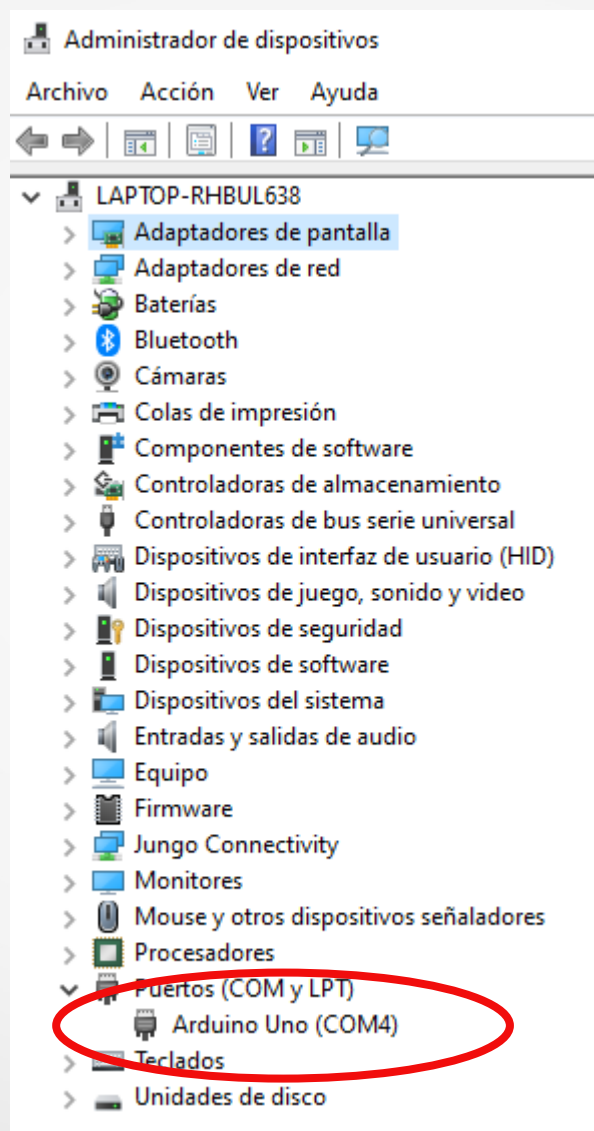 Administrador de dispositivos
Archivo Acción Ver Ayuda
LAPTOP-RHBUL638
Adaptadores de pantalla
Adaptadores de red
Baterías
Bluetooth
Cámaras
Colas de impresión
Componentes de software
Controladoras de almacenamiento
Controladoras de bus serie universal
Dispositivos de interfaz de usuario (HID)
Dispositivos de juego, sonido y video
Dispositivos de seguridad
Dispositivos de software
Dispositivos del sistema
Entradas y salidas de audio
Equipo
Firmware
Jungo Connectivity
Monitores
Mouse y otros dispositivos señaladores
Procesadores
Puertos (COM y LPT)
Arduino Uno (COM4)
Teclados
Unidades de disco